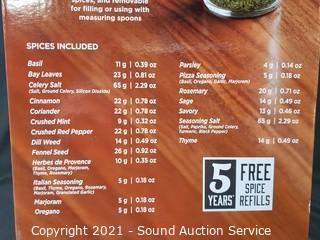 spices, and removable
for filling or using with
measuring spoons
SPICES INCLUDED
Basil 11 g | 0.39 oz
Bay Leaves 23 g | 0.81 oz
Celery Salt 65 g | 2.29 oz
(Salt, Ground Celery, Silicon Dioxide)
Cinnamon 22 g | 0.78 oz
Coriander 22 g | 0.78 oz
Crushed Mint 9 g | 0.32 oz
Crushed Red Pepper 22 g | 0.78 oz
Dill Weed 14 g | 0.49 oz
Fennel Seed 26 g | 0.92 oz
Herbes de Provence 10 g | 0.35 oz
(Basil, Oregano, Marjoram,
Thyme, Rosemary)
Italian Seasoning 5 g | 0.18 oz
(Basil, Thyme, Oregano, Rosemary,
Marjoram, Granulated Garlic)
Marjoram 5 g | 0.18 oz
Oregano 5 g | 0.18 oz
Parsley 4 g | 0.14 oz
Pizza Seasoning 5 g | 0.18 oz
(Basil, Oregano, Garlic, Marjoram)
Rosemary 20 g | 0.71 oz
Sage 14 g | 0.49 oz
Savory 13 g | 0.46 oz
Seasoning Salt 65 g | 2.29 oz
(Salt, Paprika, Ground Celery,
Turmeric, Black Pepper)
Thyme 14 g | 0.49 oz
5 YEARS
FREE
SPICE
REFILLS
Copyright 2021 - Sound Auction Service